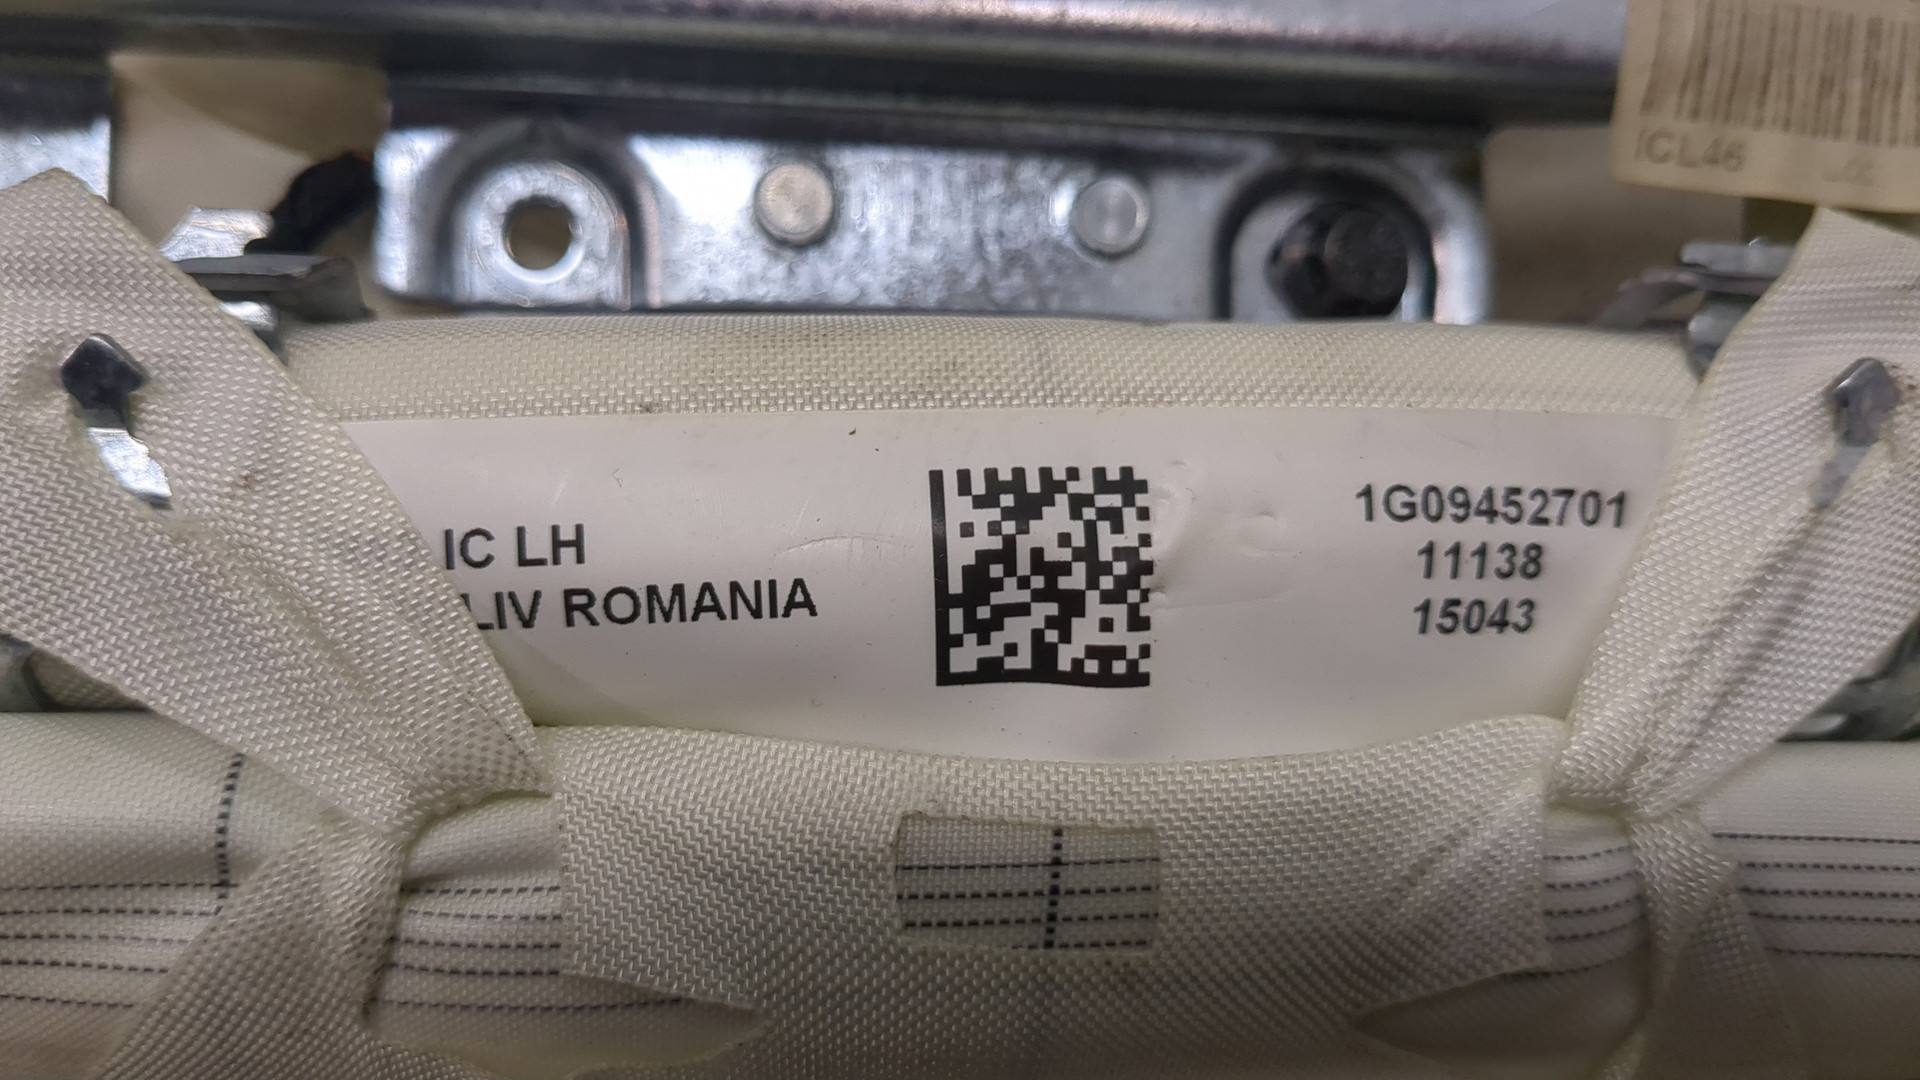 ICL46
IC LH
LIV ROMANIA
1G09452701
11138
15043